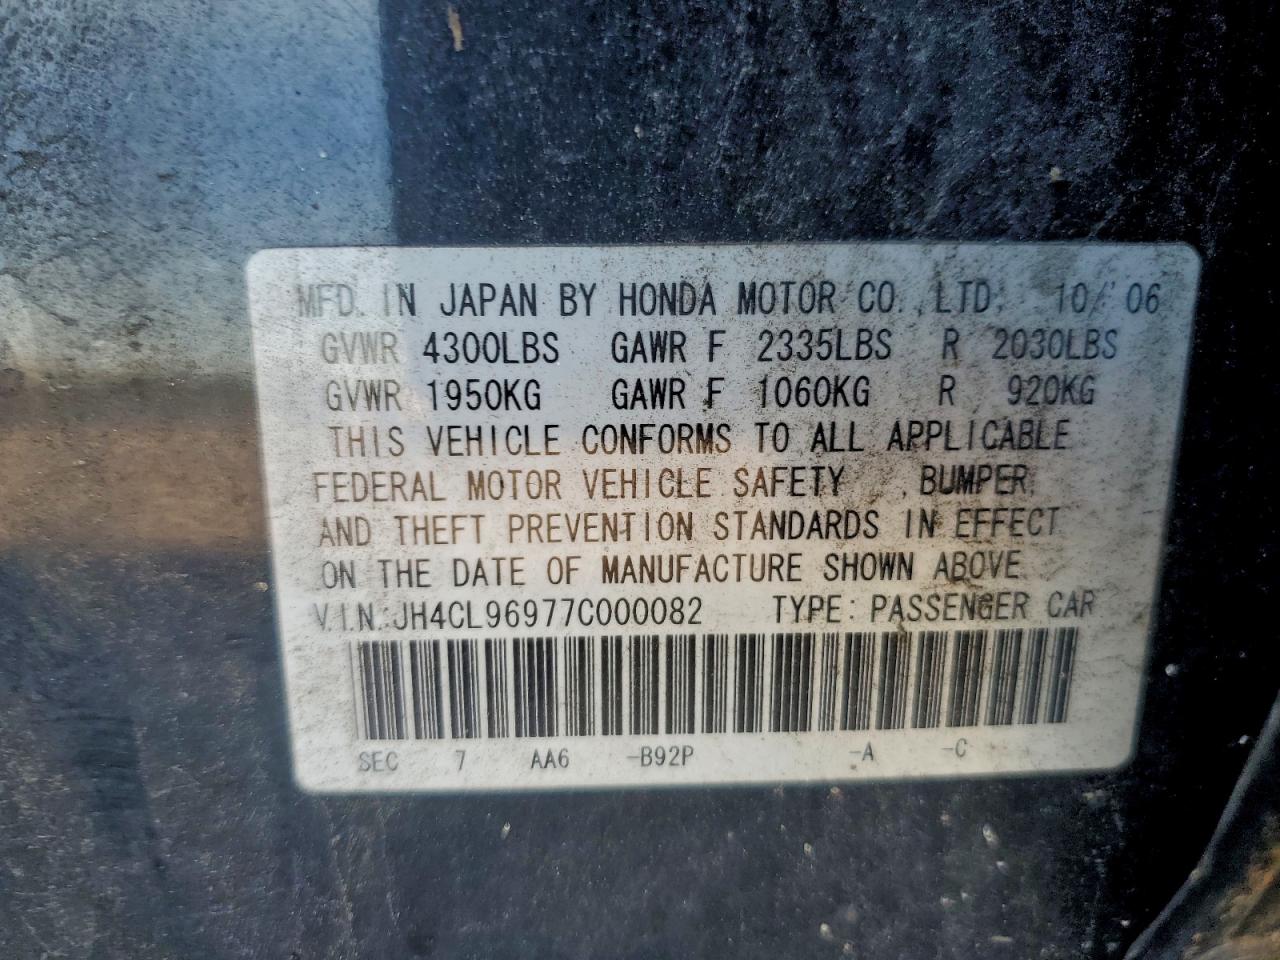 MFD. IN JAPAN BY HONDA MOTOR CO.,LTD. 10/'06
GVWR 4300LBS GAWR F 2335LBS R 2030LBS
GVWR 1950KG GAWR F 1060KG R 920KG
THIS VEHICLE CONFORMS TO ALL APPLICABLE
FEDERAL MOTOR VEHICLE SAFETY ,BUMPER,
AND THEFT PREVENTION STANDARDS IN EFFECT
ON THE DATE OF MANUFACTURE SHOWN ABOVE
V.I.N.:JH4CL96977C000082 TYPE: PASSENGER CAR
SEC 7 AA6 -B92P -A -C